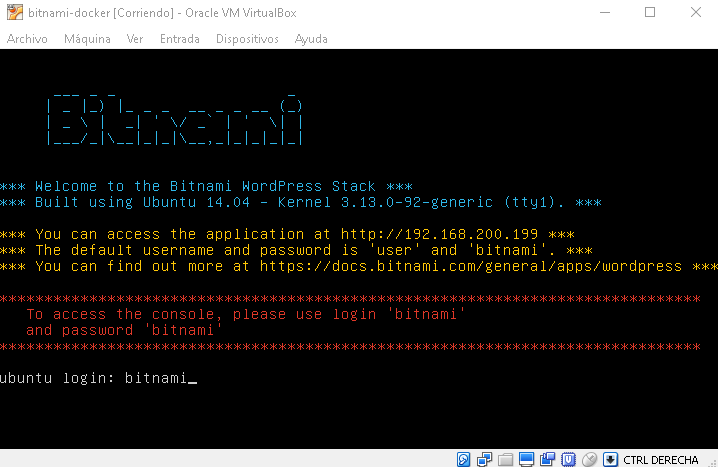 bitnami-docker [Corriendo] - Oracle VM VirtualBox
Archivo Máquina Ver Entrada Dispositivos Ayuda
Bitnami
*** Welcome to the Bitnami WordPress Stack ***
*** Built using Ubuntu 14.04 - Kernel 3.13.0-92-generic (tty1). ***
*** You can access the application at http://192.168.200.199 ***
*** The default username and password is 'user' and 'bitnami'. ***
*** You can find out more at https://docs.bitnami.com/general/apps/wordpress ***
*******************************************************************************
To access the console, please use login 'bitnami'
and password 'bitnami'
*******************************************************************************
ubuntu login: bitnami_
CTRL DERECHA